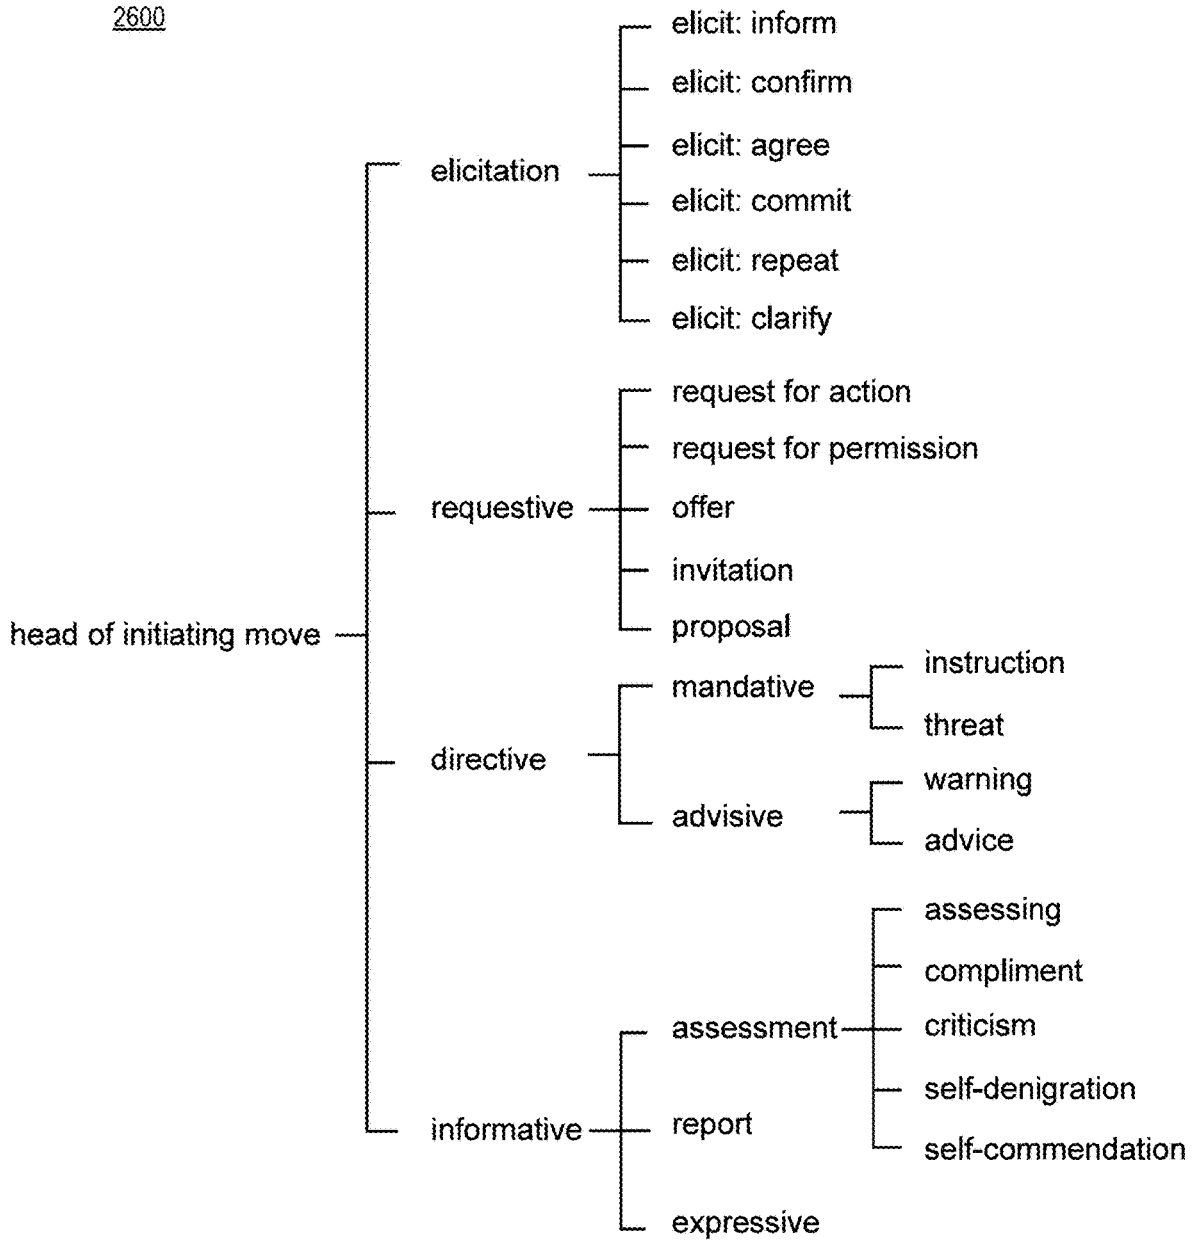 2600
elicit: inform
elicit: confirm
elicitation
elicit: agree
elicit: commit
elicit: repeat
elicit: clarify
request for action
request for permission
requestive
offer
invitation
proposal
head of initiating move
mandative
instruction
threat
directive
advisive
warning
advice
assessing
compliment
assessment
criticism
self-denigration
self-commendation
informative
report
expressive